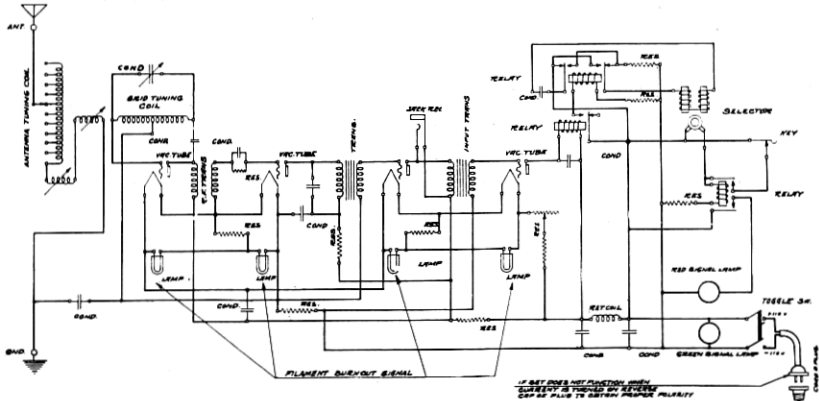 ANT.
ANTENNA TUNING COIL
COND
GRID TUNING
COIL
COND.
VAC. TUBE
R.F. TRANS
COND.
RES
VAC. TUBE
TRANS.
JACK REC.
INPUT TRANS
VAC TUBE
RELAY
COND.
RELAY
RES
RES
COND
SELECTOR
KEY
RES
RELAY
RES
COND
RES.
RES
RES
LAMP.
LAMP
LAMP
LAMP
COND.
COND.
RES.
RES
RET COIL
COND
COND
RED SIGNAL LAMP
GREEN SIGNAL LAMP
TOGGLE SW.
+110V
-110V
GND.
FILAMENT BURNOUT SIGNAL
IF SET DOES NOT FUNCTION WHEN
CURRENT IS TURNED ON REVERSE
CAP OF PLUG TO OBTAIN PROPER POLARITY